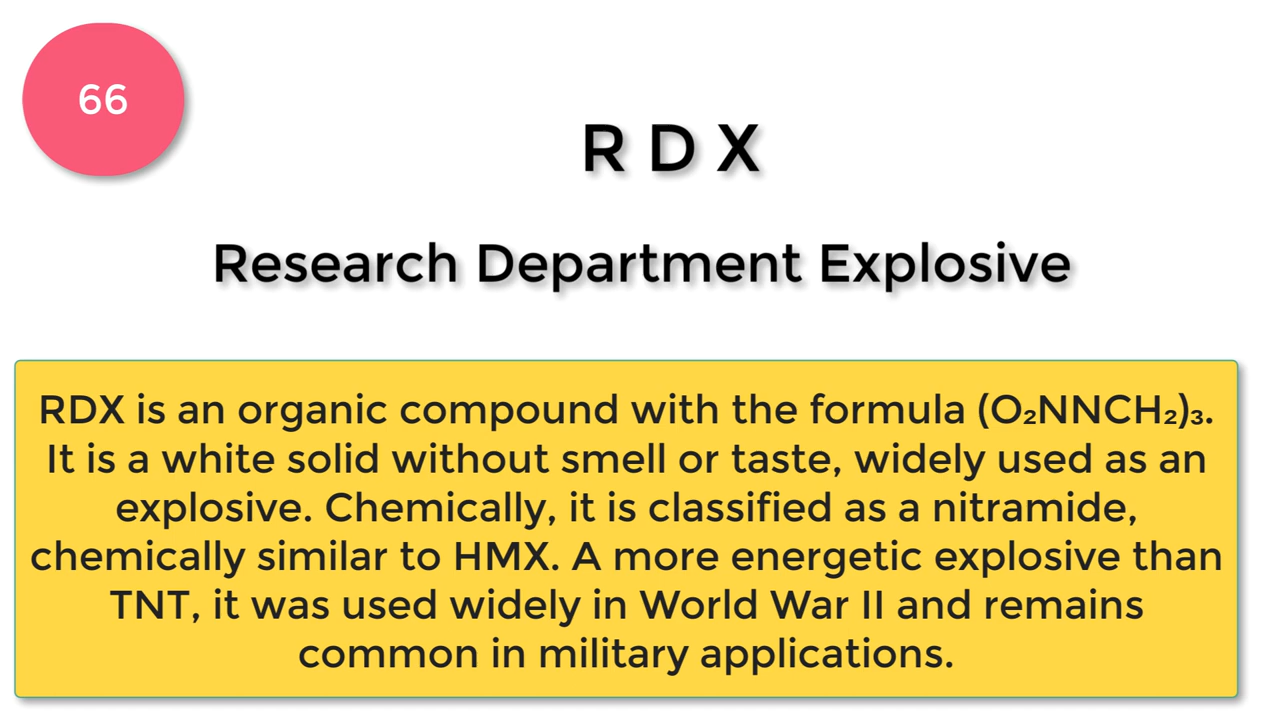 66
R D X
Research Department Explosive
RDX is an organic compound with the formula (O₂NNCH₂)₃.
It is a white solid without smell or taste, widely used as an
explosive. Chemically, it is classified as a nitramide,
chemically similar to HMX. A more energetic explosive than
TNT, it was used widely in World War II and remains
common in military applications.